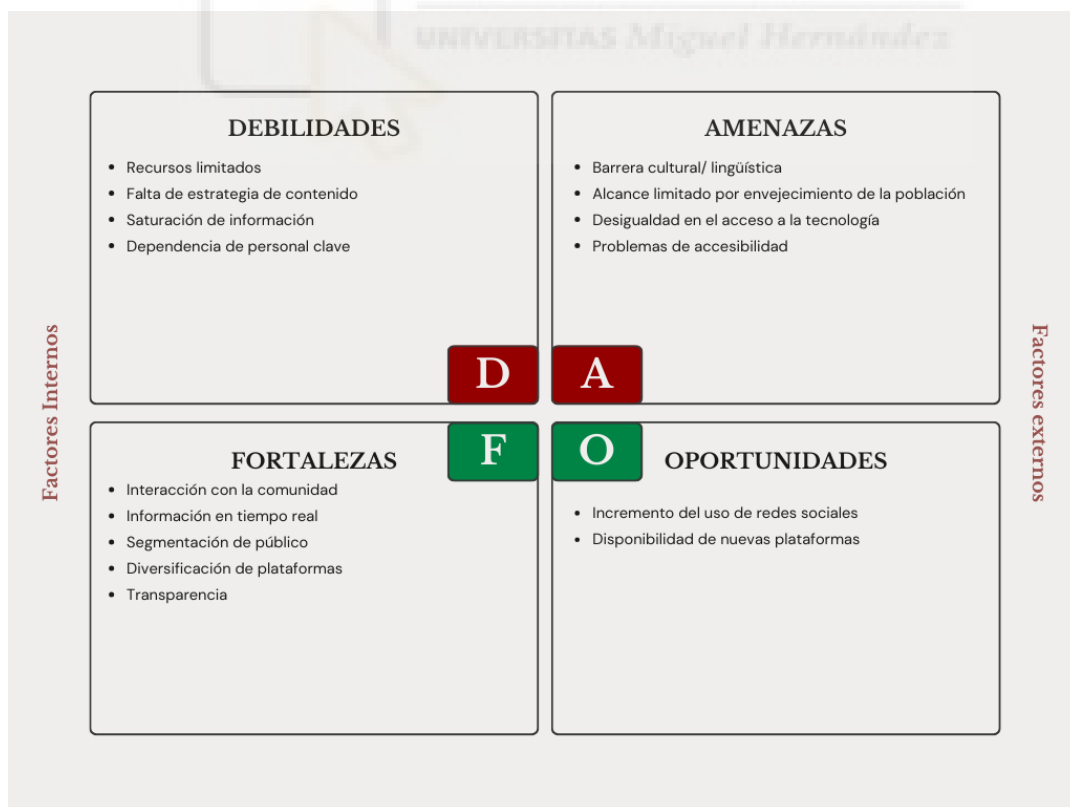 UNIVERSITAS Miguel Hernández
DEBILIDADES
Recursos limitados
Falta de estrategia de contenido
Saturación de información
Dependencia de personal clave
D
AMENAZAS
Barrera cultural/ lingüística
Alcance limitado por envejecimiento de la población
Desigualdad en el acceso a la tecnología
Problemas de accesibilidad
A
Factores Internos
Factores externos
FORTALEZAS
F
Interacción con la comunidad
Información en tiempo real
Segmentación de público
Diversificación de plataformas
Transparencia
O
OPORTUNIDADES
Incremento del uso de redes sociales
Disponibilidad de nuevas plataformas